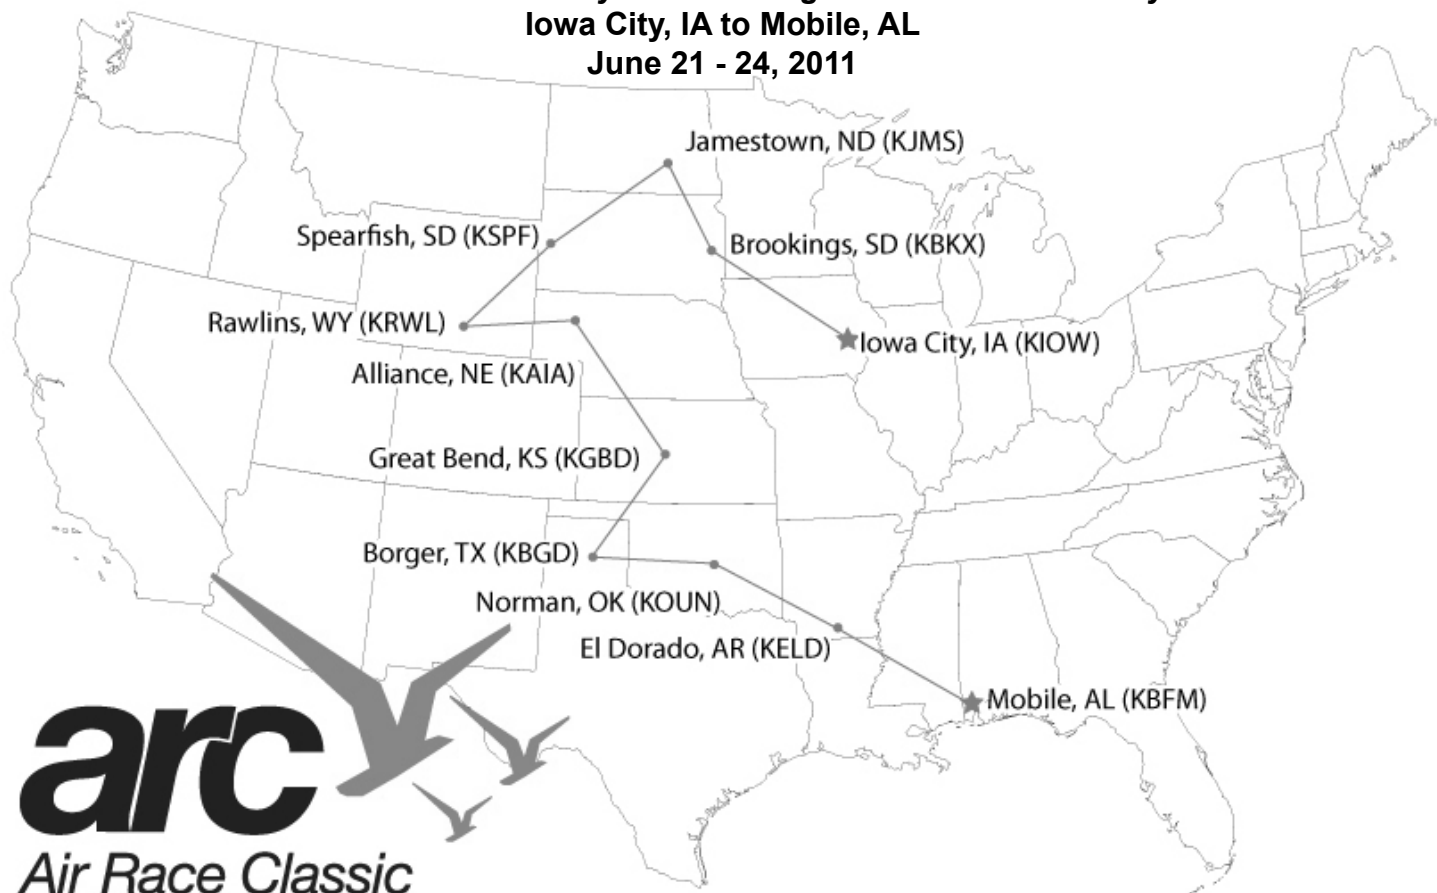 Iowa City, IA to Mobile, AL
June 21 - 24, 2011
Jamestown, ND (KJMS)
Spearfish, SD (KSPF)
Brookings, SD (KBKX)
Rawlins, WY (KRWL)
Iowa City, IA (KIOW)
Alliance, NE (KAIA)
Great Bend, KS (KGBD)
Borger, TX (KBGD)
Norman, OK (KOUN)
El Dorado, AR (KELD)
Mobile, AL (KBFM)
arc
Air Race Classic